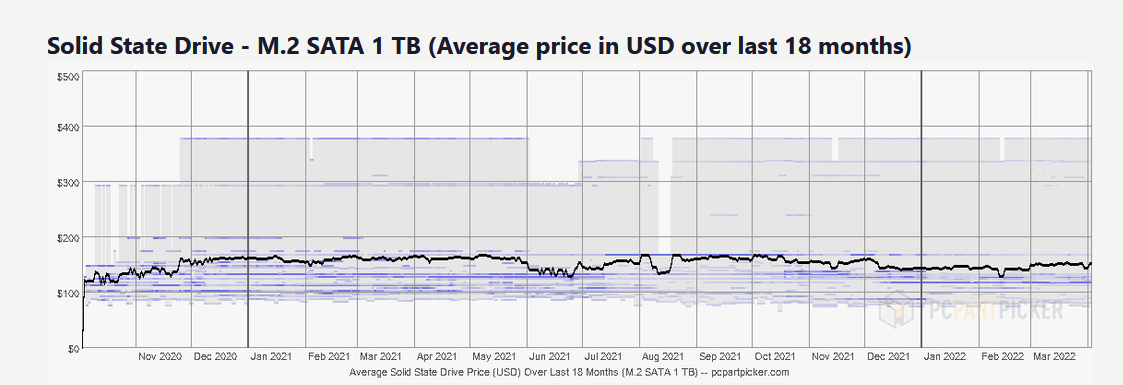 Solid State Drive - M.2 SATA 1 TB (Average price in USD over last 18 months)
$500
$400
$300
$200
$100
$0
PCPARTPICKER
Nov 2020 Dec 2020 Jan 2021 Feb 2021 Mar 2021 Apr 2021 May 2021 Jun 2021 Jul 2021 Aug 2021 Sep 2021 Oct 2021 Nov 2021 Dec 2021 Jan 2022 Feb 2022 Mar 2022
Average Solid State Drive Price (USD) Over Last 18 Months (M.2 SATA 1 TB) -- pcpartpicker.com